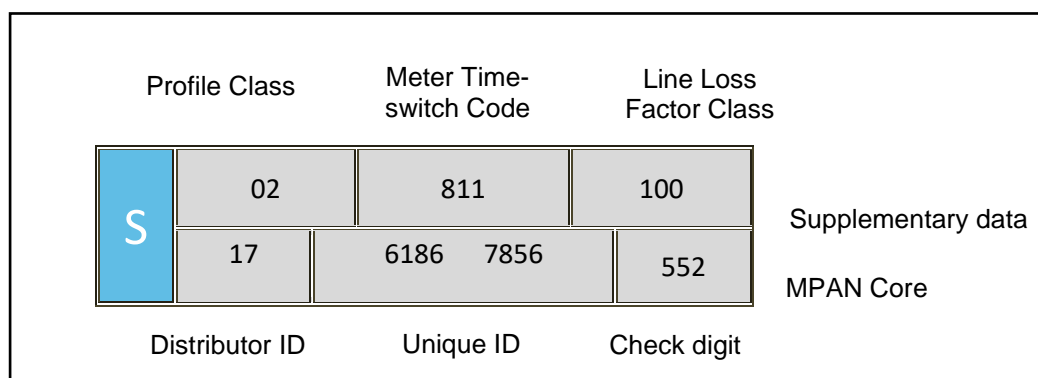 Profile Class
Meter Time-
switch Code
Line Loss
Factor Class
S
02
811
100
Supplementary data
17
6186 7856
552
MPAN Core
Distributor ID
Unique ID
Check digit